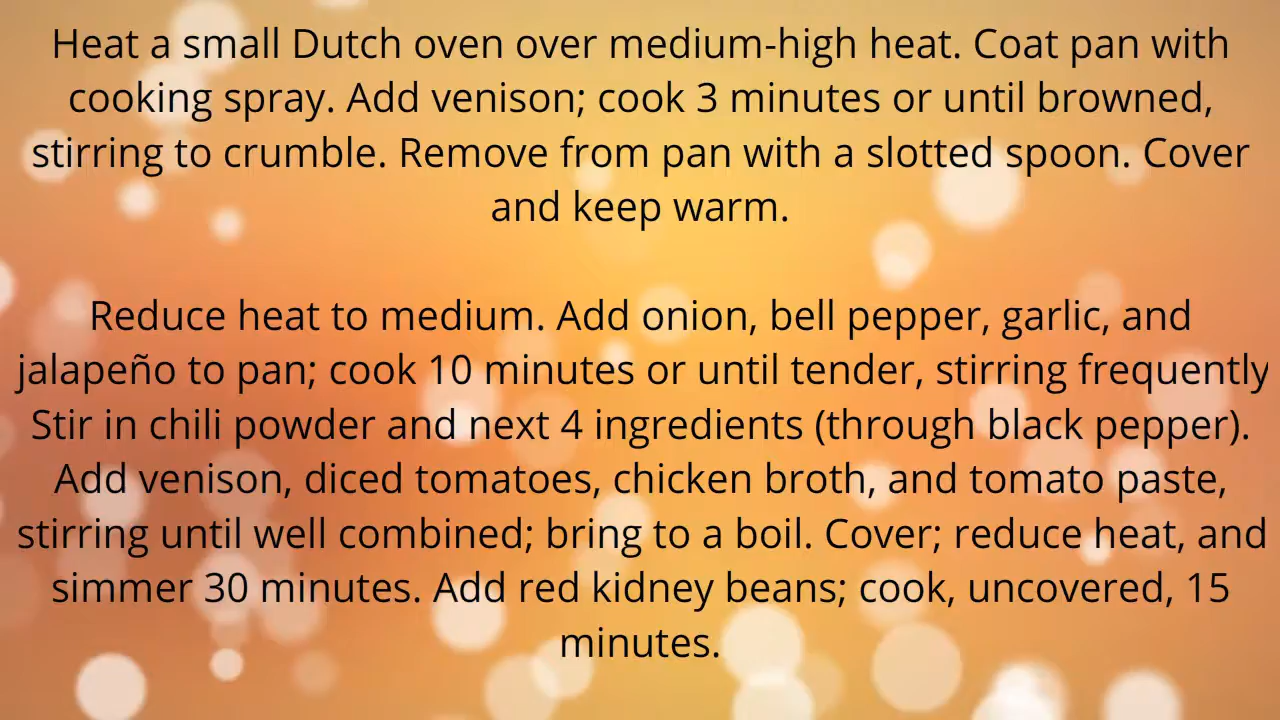 Heat a small Dutch oven over medium-high heat. Coat pan with
cooking spray. Add venison; cook 3 minutes or until browned,
stirring to crumble. Remove from pan with a slotted spoon. Cover
and keep warm.
Reduce heat to medium. Add onion, bell pepper, garlic, and
jalapeño to pan; cook 10 minutes or until tender, stirring frequently
Stir in chili powder and next 4 ingredients (through black pepper).
Add venison, diced tomatoes, chicken broth, and tomato paste,
stirring until well combined; bring to a boil. Cover; reduce heat, and
simmer 30 minutes. Add red kidney beans; cook, uncovered, 15
minutes.